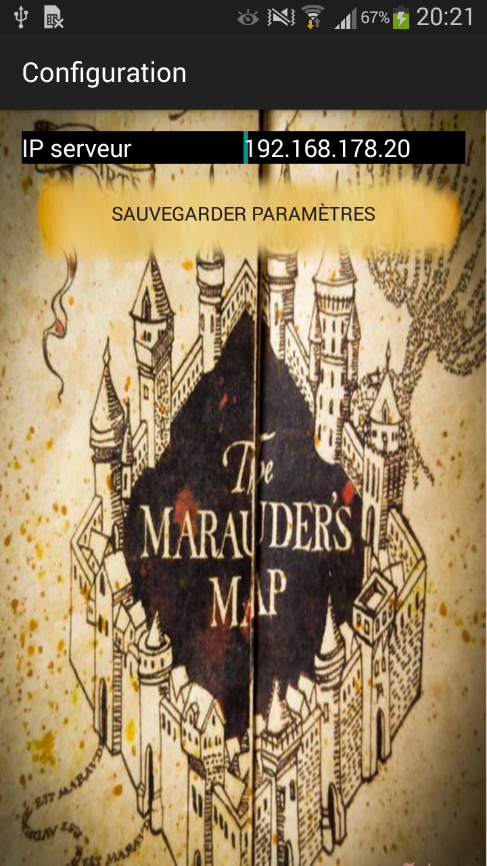 67% 20:21
Configuration
IP serveur 192.168.178.20
SAUVEGARDER PARAMÈTRES
The
MARAUDER'S
MAP